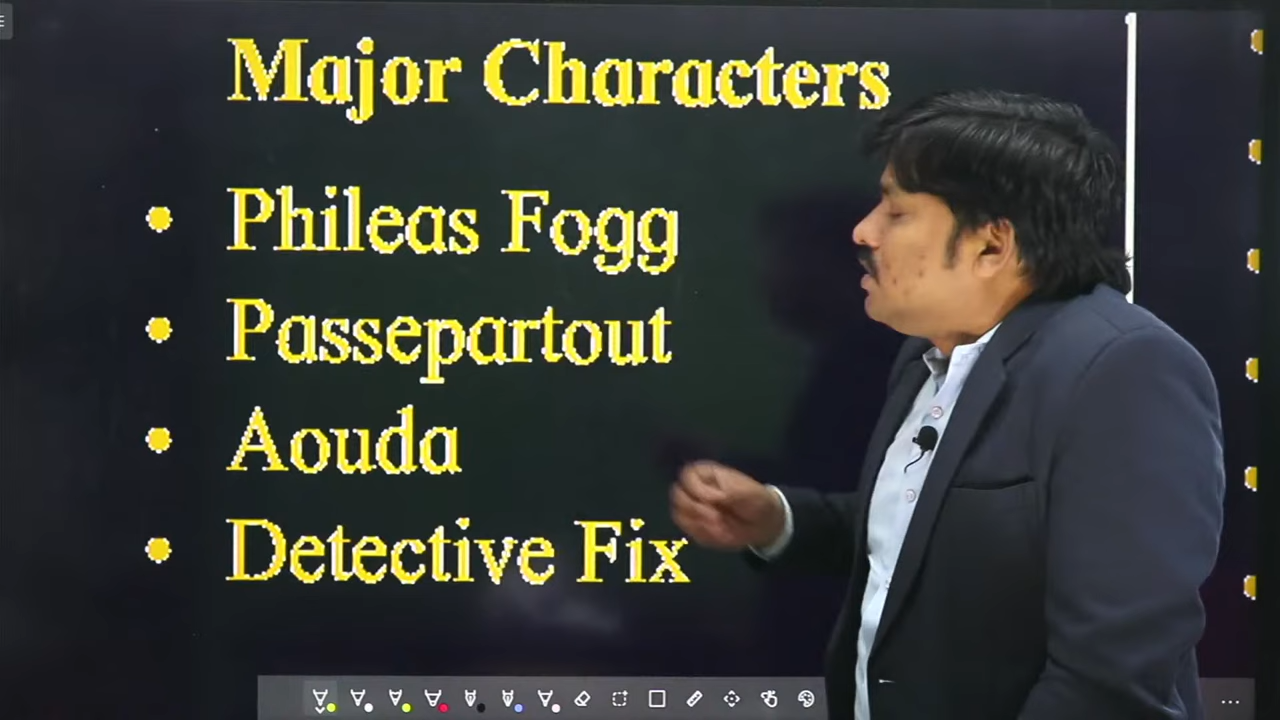 Major Characters
Phileas Fogg
Passepartout
Aouda
Detective Fix